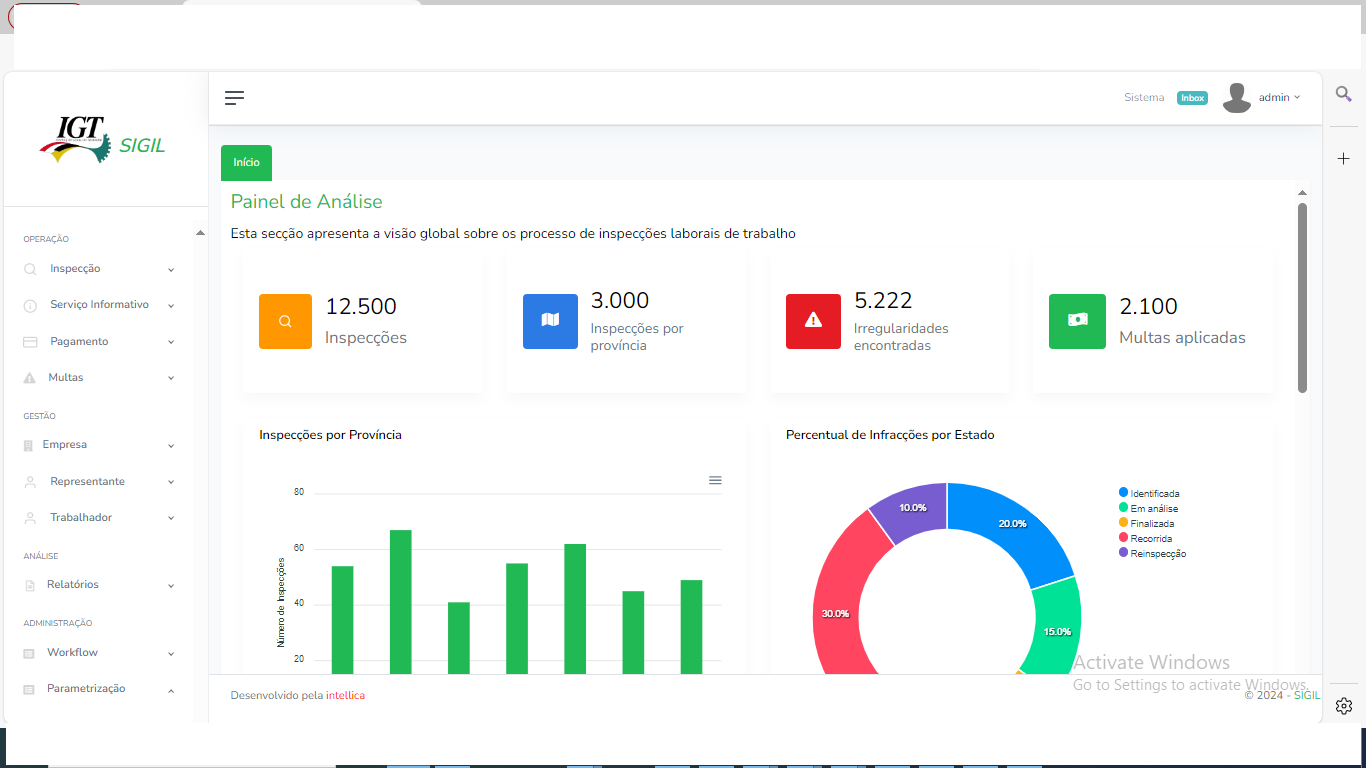 Sistema
Inbox
admin
IGT
SIGIL
OPERAÇÃO
Inspecção
Serviço Informativo
Pagamento
Multas
GESTÃO
Empresa
Representante
Trabalhador
ANÁLISE
Relatórios
ADMINISTRAÇÃO
Workflow
Parametrização
Início
Painel de Análise
Esta secção apresenta a visão global sobre os processo de inspecções laborais de trabalho
12.500
Inspecções
3.000
Inspecções por
província
5.222
Irregularidades
encontradas
2.100
Multas aplicadas
Inspecções por Província
80
60
40
20
Número de Inspecções
Percentual de Infracções por Estado
10.0%
20.0%
30.0%
15.0%
Identificada
Em análise
Finalizada
Recorrida
Reinspecção
Activate Windows
Go to Settings to activate Windows.
Desenvolvido pela intellica
© 2024 - SIGIL